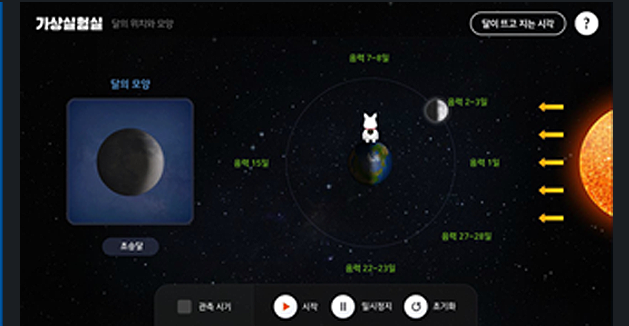 가상실험실 달의 위치와 모양
달이 뜨고 지는 시각 ?
음력 7-8일
달의 모양
음력 2-3일
음력 15일
음력 1일
초승달
음력 27-28일
음력 22-23일
관측 시기 시작 일시정지 초기화